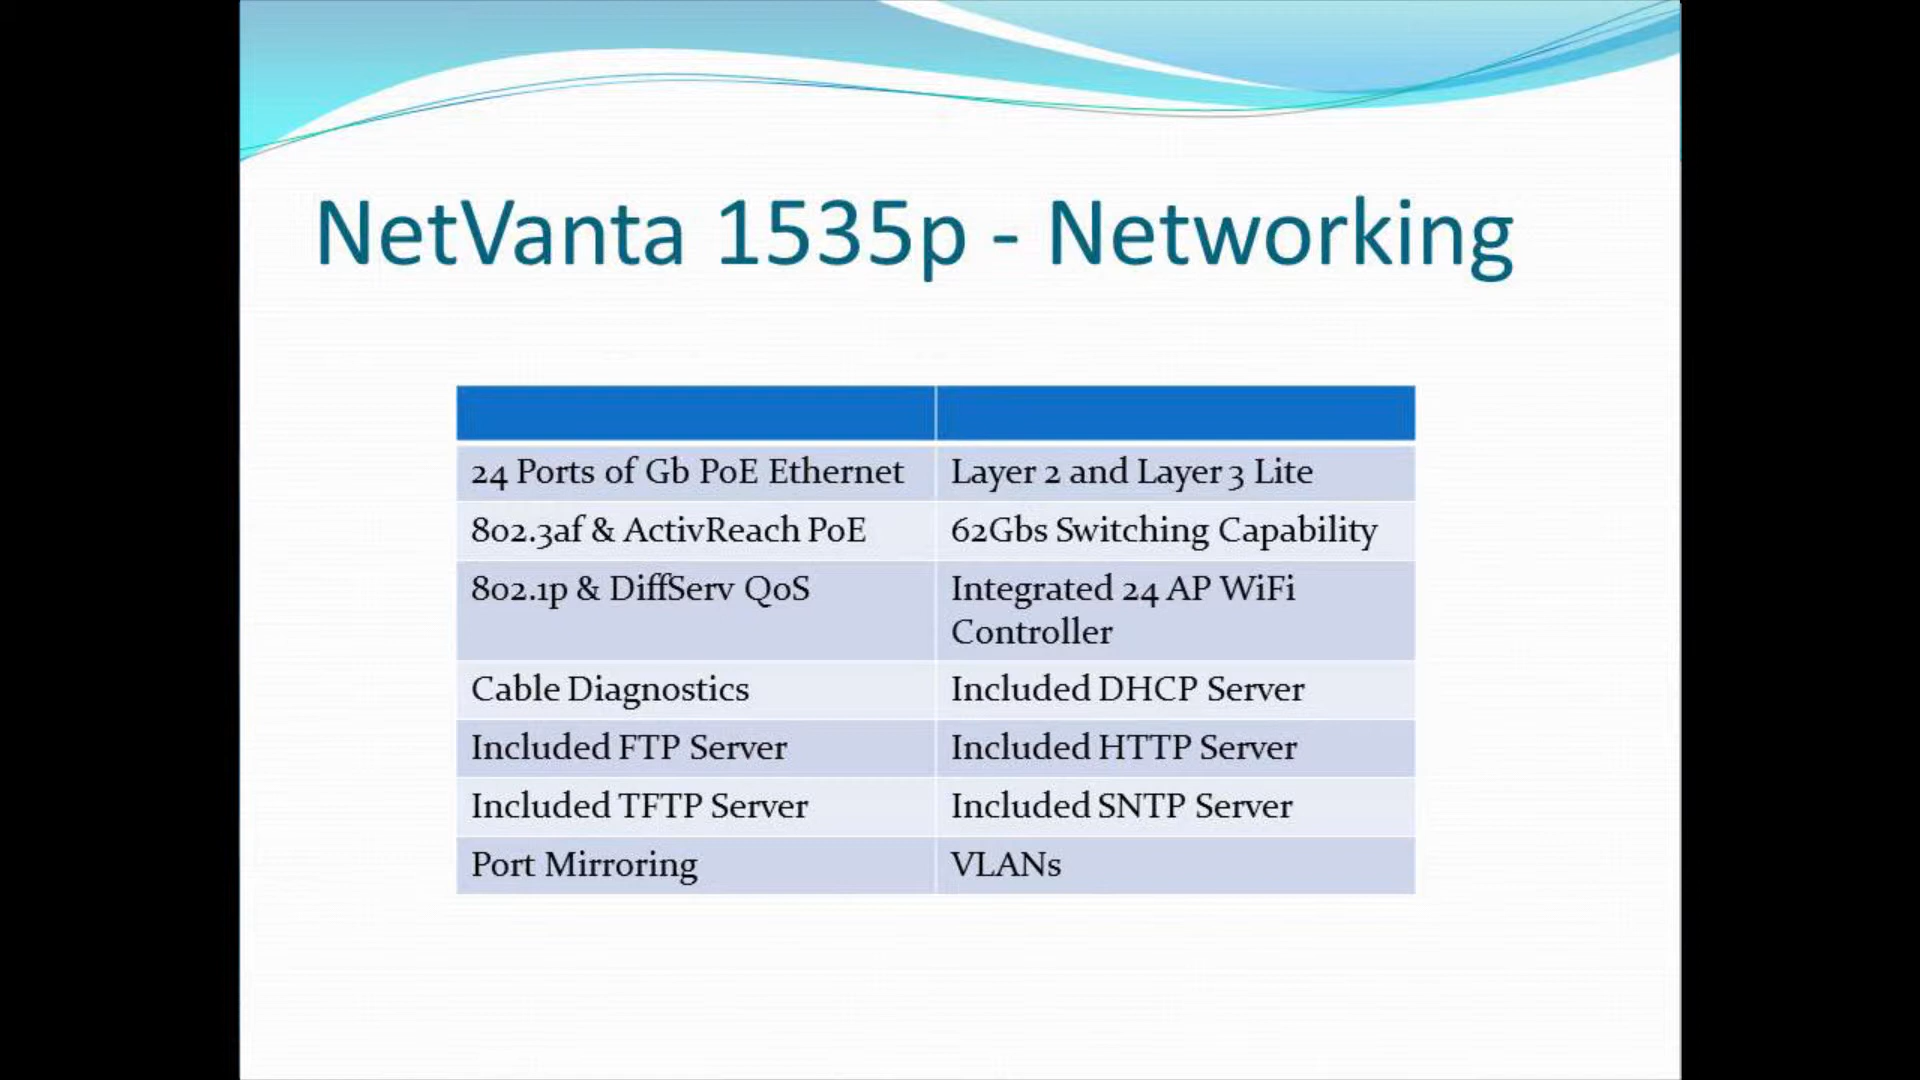 NetVanta 1535p - Networking
24 Ports of Gb PoE Ethernet
Layer 2 and Layer 3 Lite
802.3af & ActivReach PoE
62Gbs Switching Capability
802.1p & DiffServ QoS
Integrated 24 AP WiFi
Controller
Cable Diagnostics
Included DHCP Server
Included FTP Server
Included HTTP Server
Included TFTP Server
Included SNTP Server
Port Mirroring
VLANs